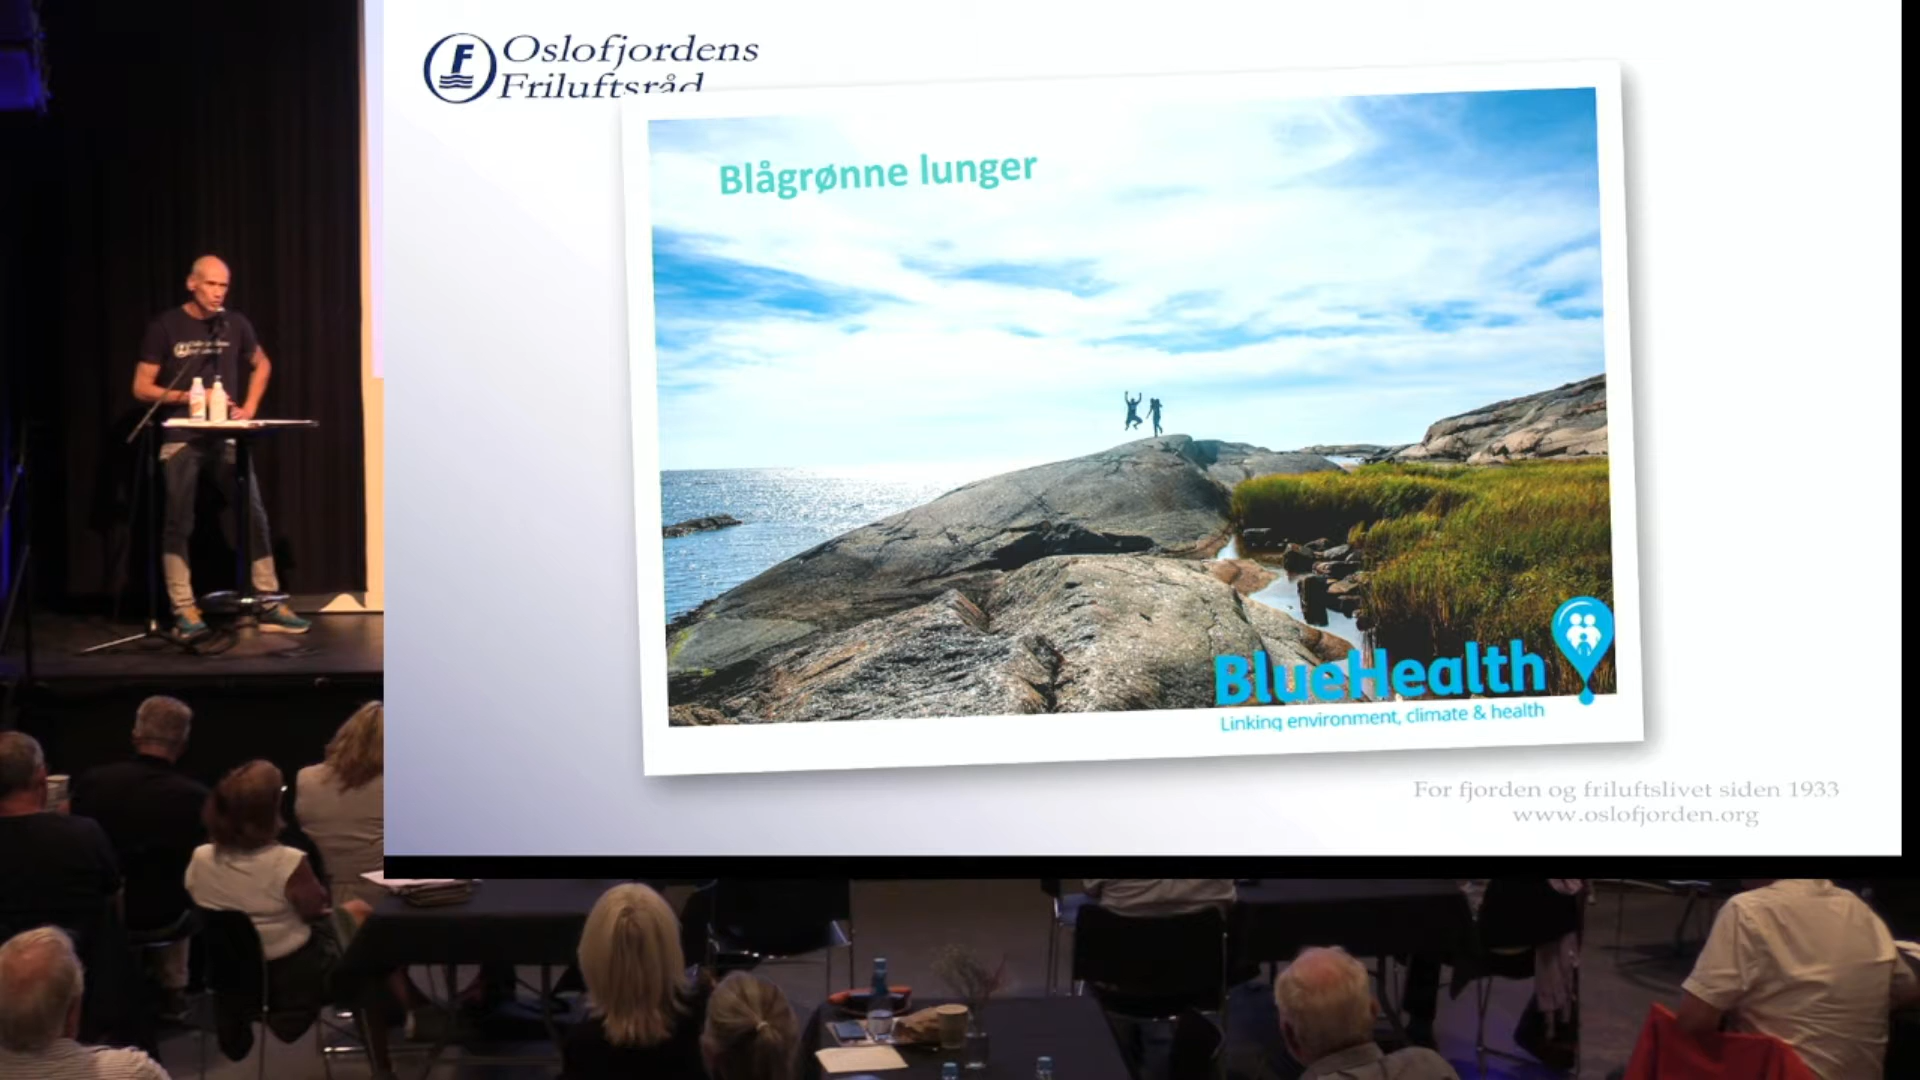 Oslofjordens
Friluftsråd
Blågrønne lunger
BlueHealth
Linking environment, climate & health
For fjorden og friluftslivet siden 1933
www.oslofjorden.org